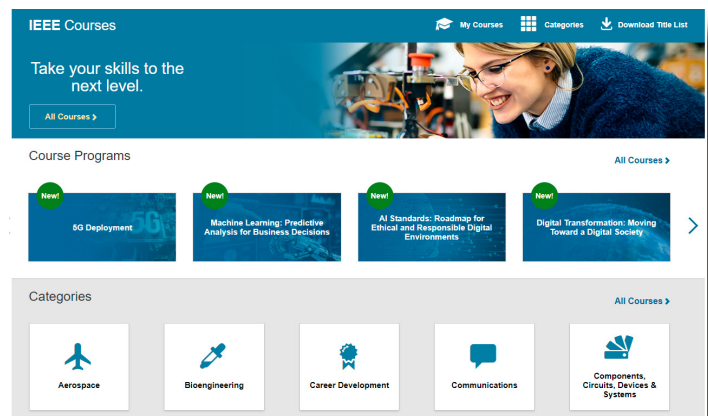 IEEE Courses
My Courses
Categories
Download Title List
Take your skills to the
next level.
All Courses
Course Programs
All Courses
New!
5G Deployment
5G
New!
Machine Learning: Predictive
Analysis for Business Decisions
New!
AI Standards: Roadmap for
Ethical and Responsible Digital
Environments
New!
Digital Transformation: Moving
Toward a Digital Society
Categories
All Courses
Aerospace
Bioengineering
Career Development
Communications
Components,
Circuits, Devices &
Systems